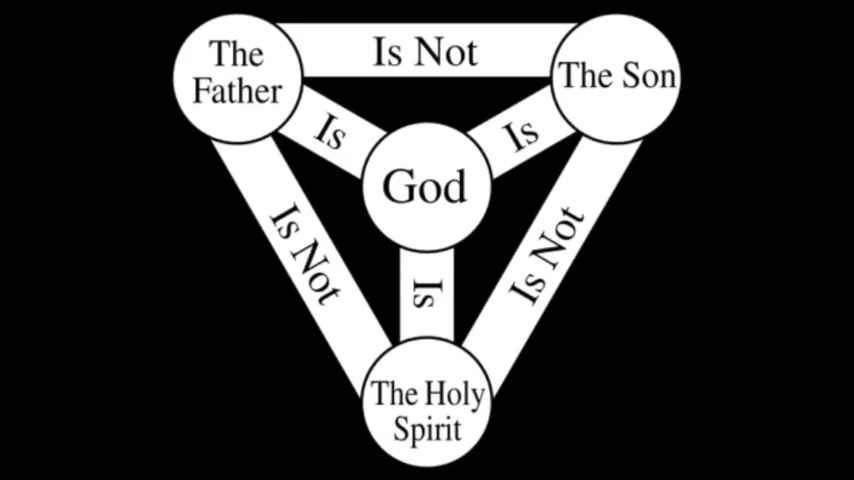 The
Father
Is Not
The Son
Is
Is
God
Is Not
Is
Is Not
The Holy
Spirit